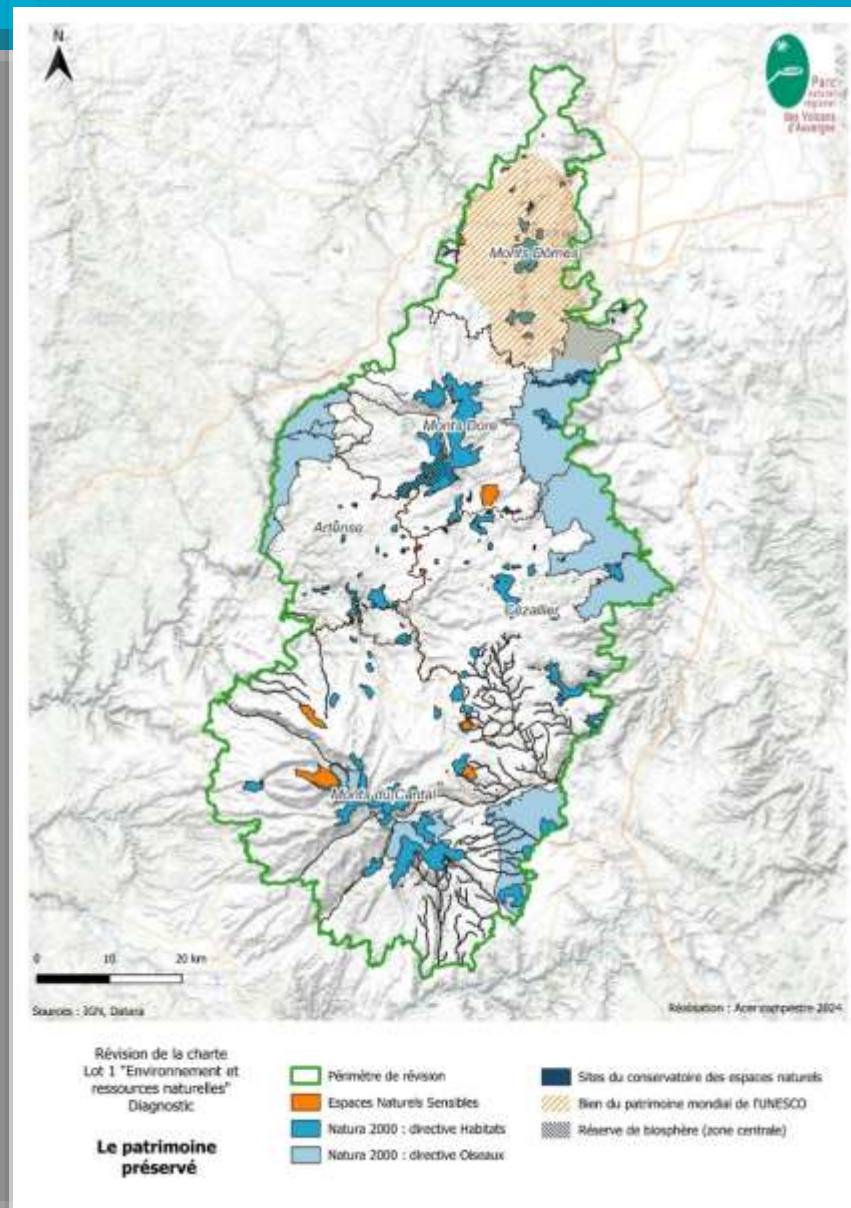 N
Parc
naturel
régional
des Volcans
d'Auvergne
Monts Dômes
Monts Dore
Artense
Cézallier
Monts du Cantal
0 10 20 km
Sources : IGN, Datara
Réalisation : Acer campestre 2024
Révision de la charte
Lot 1 "Environnement et
ressources naturelles"
Diagnostic
Le patrimoine
préservé
Périmètre de révision
Espaces Naturels Sensibles
Natura 2000 : directive Habitats
Natura 2000 : directive Oiseaux
Sites du conservatoire des espaces naturels
Bien du patrimoine mondial de l'UNESCO
Réserve de biosphère (zone centrale)